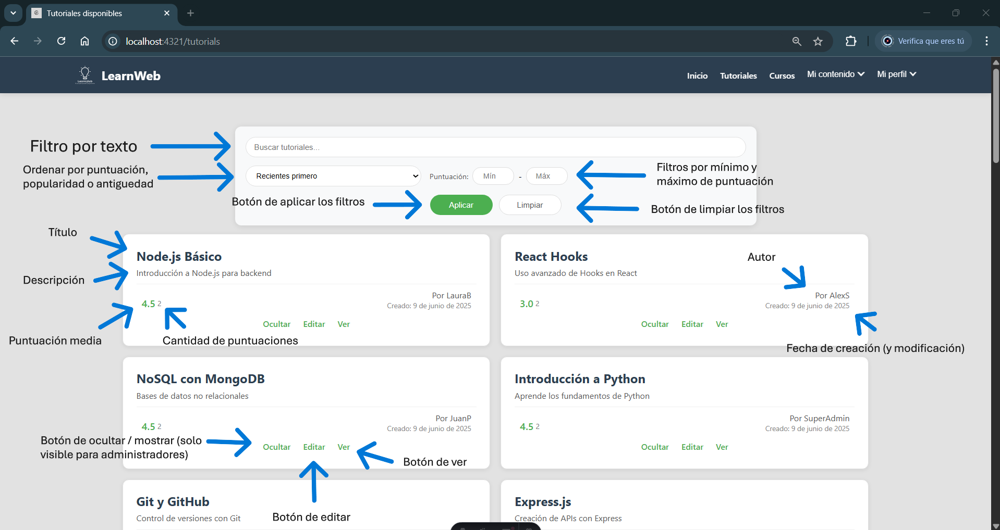 Tutoriales disponibles
localhost:4321/tutorials
Verifica que eres tú
LearnWeb
LearnWeb
Inicio
Tutoriales
Cursos
Mi contenido
Mi perfil
Filtro por texto
Buscar tutoriales...
Ordenar por puntuación,
popularidad o antiguedad
Recientes primero
Puntuación:
Mín
-
Máx
Filtros por mínimo y
máximo de puntuación
Botón de aplicar los filtros
Aplicar
Limpiar
Botón de limpiar los filtros
Título
Node.js Básico
Descripción
Introducción a Node.js para backend
4.5 2
Por LauraB
Creado: 9 de junio de 2025
Ocultar
Editar
Ver
Puntuación media
Cantidad de puntuaciones
React Hooks
Autor
Uso avanzado de Hooks en React
3.0 2
Por AlexS
Creado: 9 de junio de 2025
Ocultar
Editar
Ver
Fecha de creación (y modificación)
NoSQL con MongoDB
Bases de datos no relacionales
4.5 2
Por JuanP
Creado: 9 de junio de 2025
Botón de ocultar / mostrar (solo
visible para administradores)
Ocultar
Editar
Ver
Botón de ver
Botón de editar
Introducción a Python
Aprende los fundamentos de Python
4.5 2
Por SuperAdmin
Creado: 9 de junio de 2025
Ocultar
Editar
Ver
Git y GitHub
Control de versiones con Git
Express.js
Creación de APIs con Express